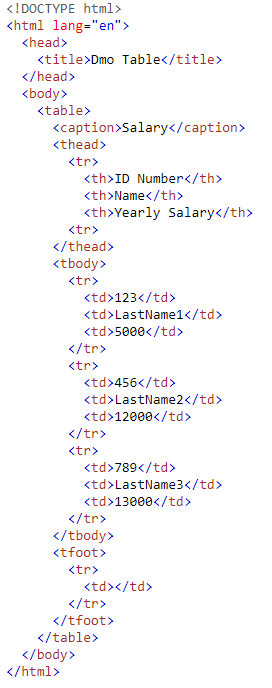 <!DOCTYPE html>
<html lang="en">
  <head>
    <title>Dmo Table</title>
  </head>
  <body>
    <table>
      <caption>Salary</caption>
      <thead>
        <tr>
          <th>ID Number</th>
          <th>Name</th>
          <th>Yearly Salary</th>
        <tr>
      </thead>
      <tbody>
        <tr>
          <td>123</td>
          <td>LastName1</td>
          <td>5000</td>
        </tr>
        <tr>
          <td>456</td>
          <td>LastName2</td>
          <td>12000</td>
        </tr>
        <tr>
          <td>789</td>
          <td>LastName3</td>
          <td>13000</td>
        </tr>
      </tbody>
      <tfoot>
        <tr>
          <td></td>
        </tr>
      </tfoot>
    </table>
  </body>
</html>